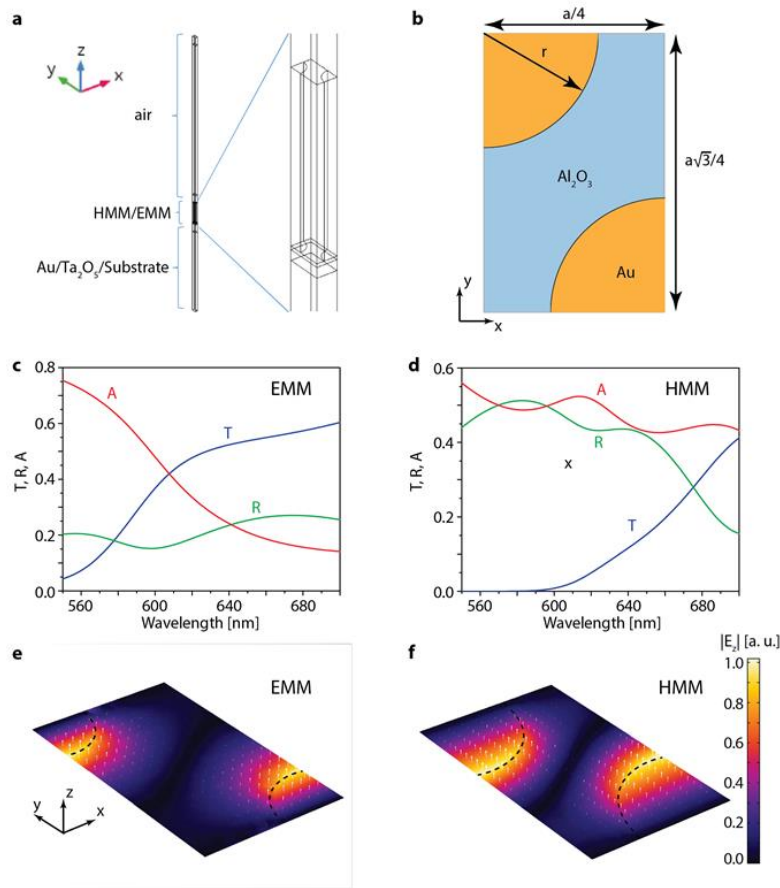 a
z
y
x
air
HMM/EMM
Au/Ta₂O₅/Substrate
b
a/4
r
a√3/4
Al₂O₃
Au
y
x
c
EMM
A
T
R
T, R, A
0.8
0.6
0.4
0.2
0.0
560
600
640
680
Wavelength [nm]
d
HMM
A
R
x
T
T, R, A
0.6
0.4
0.2
0.0
560
600
640
680
Wavelength [nm]
e
EMM
y
z
x
f
HMM
|E_z| [a. u.]
1.0
0.8
0.6
0.4
0.2
0.0